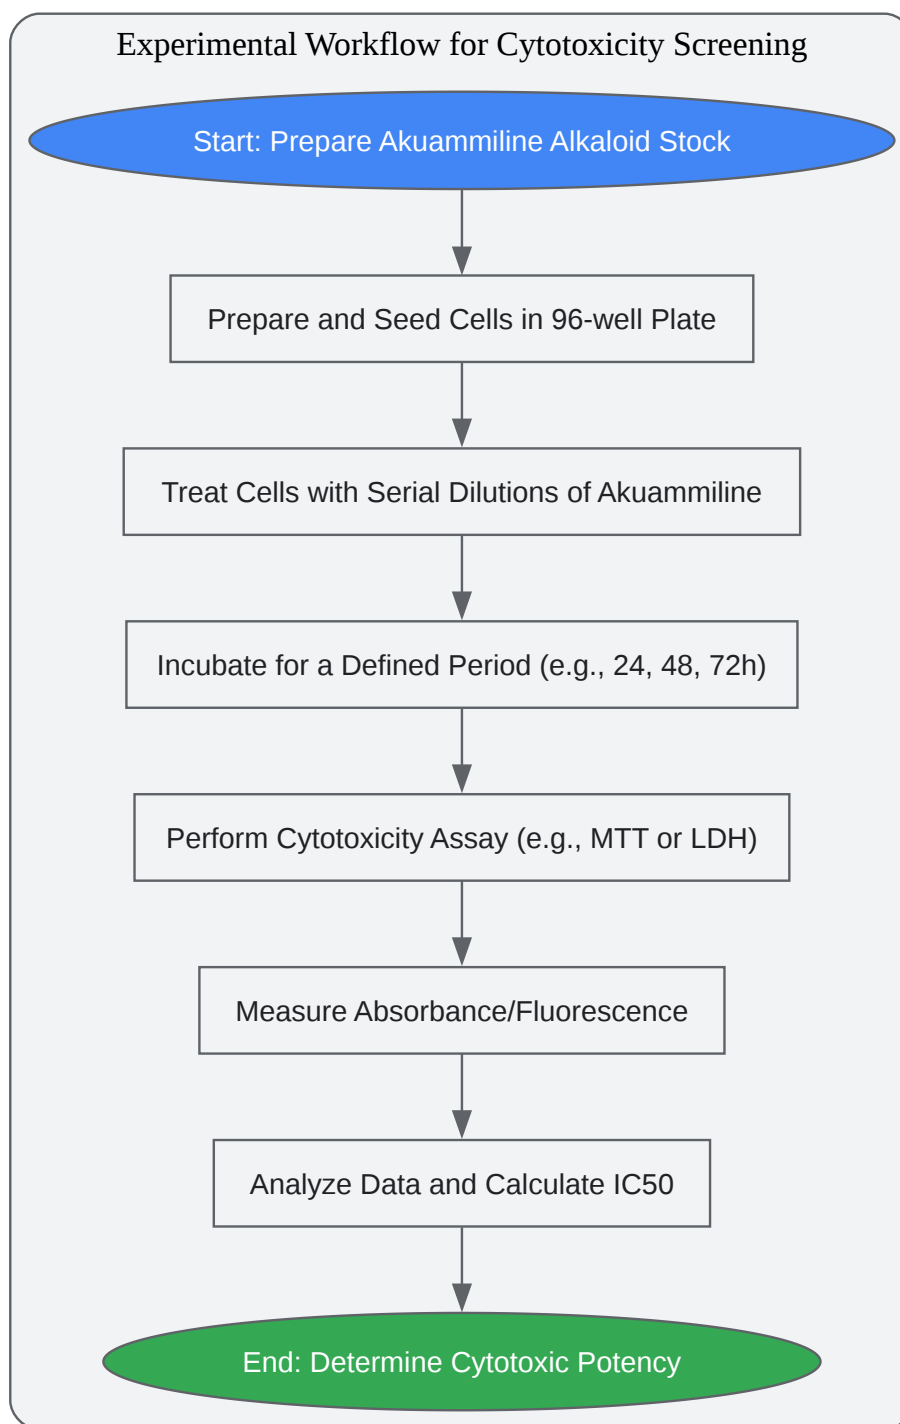 Experimental Workflow for Cytotoxicity Screening
Start: Prepare Akuammiline Alkaloid Stock
Prepare and Seed Cells in 96-well Plate
Treat Cells with Serial Dilutions of Akuammiline
Incubate for a Defined Period (e.g., 24, 48, 72h)
Perform Cytotoxicity Assay (e.g., MTT or LDH)
Measure Absorbance/Fluorescence
Analyze Data and Calculate IC50
End: Determine Cytotoxic Potency